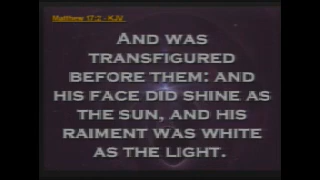 Matthew 17:2 - KJV
And was
transfigured
before them: and
his face did shine as
the sun, and his
raiment was white
as the light.